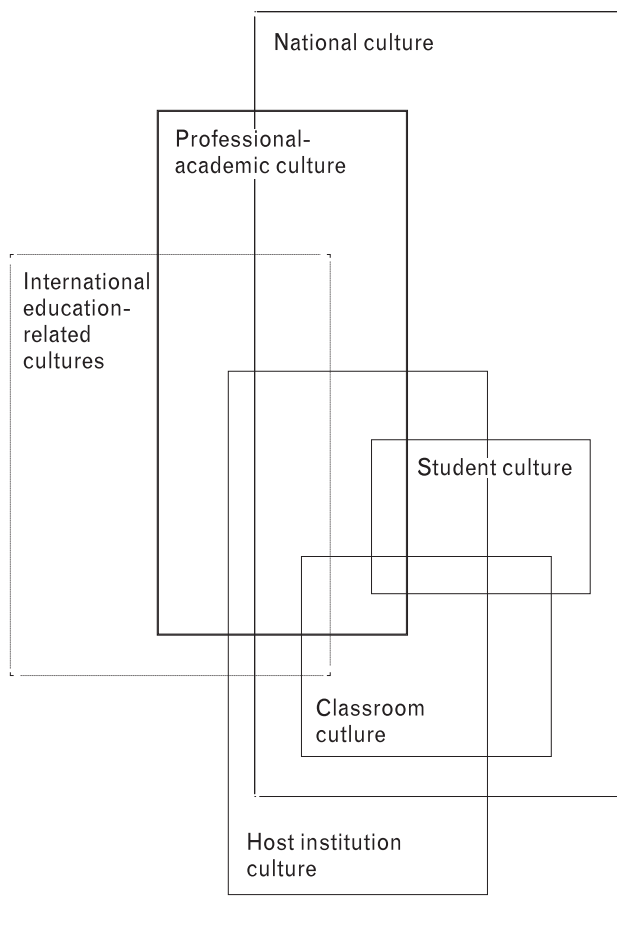 National culture
Professional-
academic culture
International
education-
related
cultures
Student culture
Classroom
cutlure
Host institution
culture